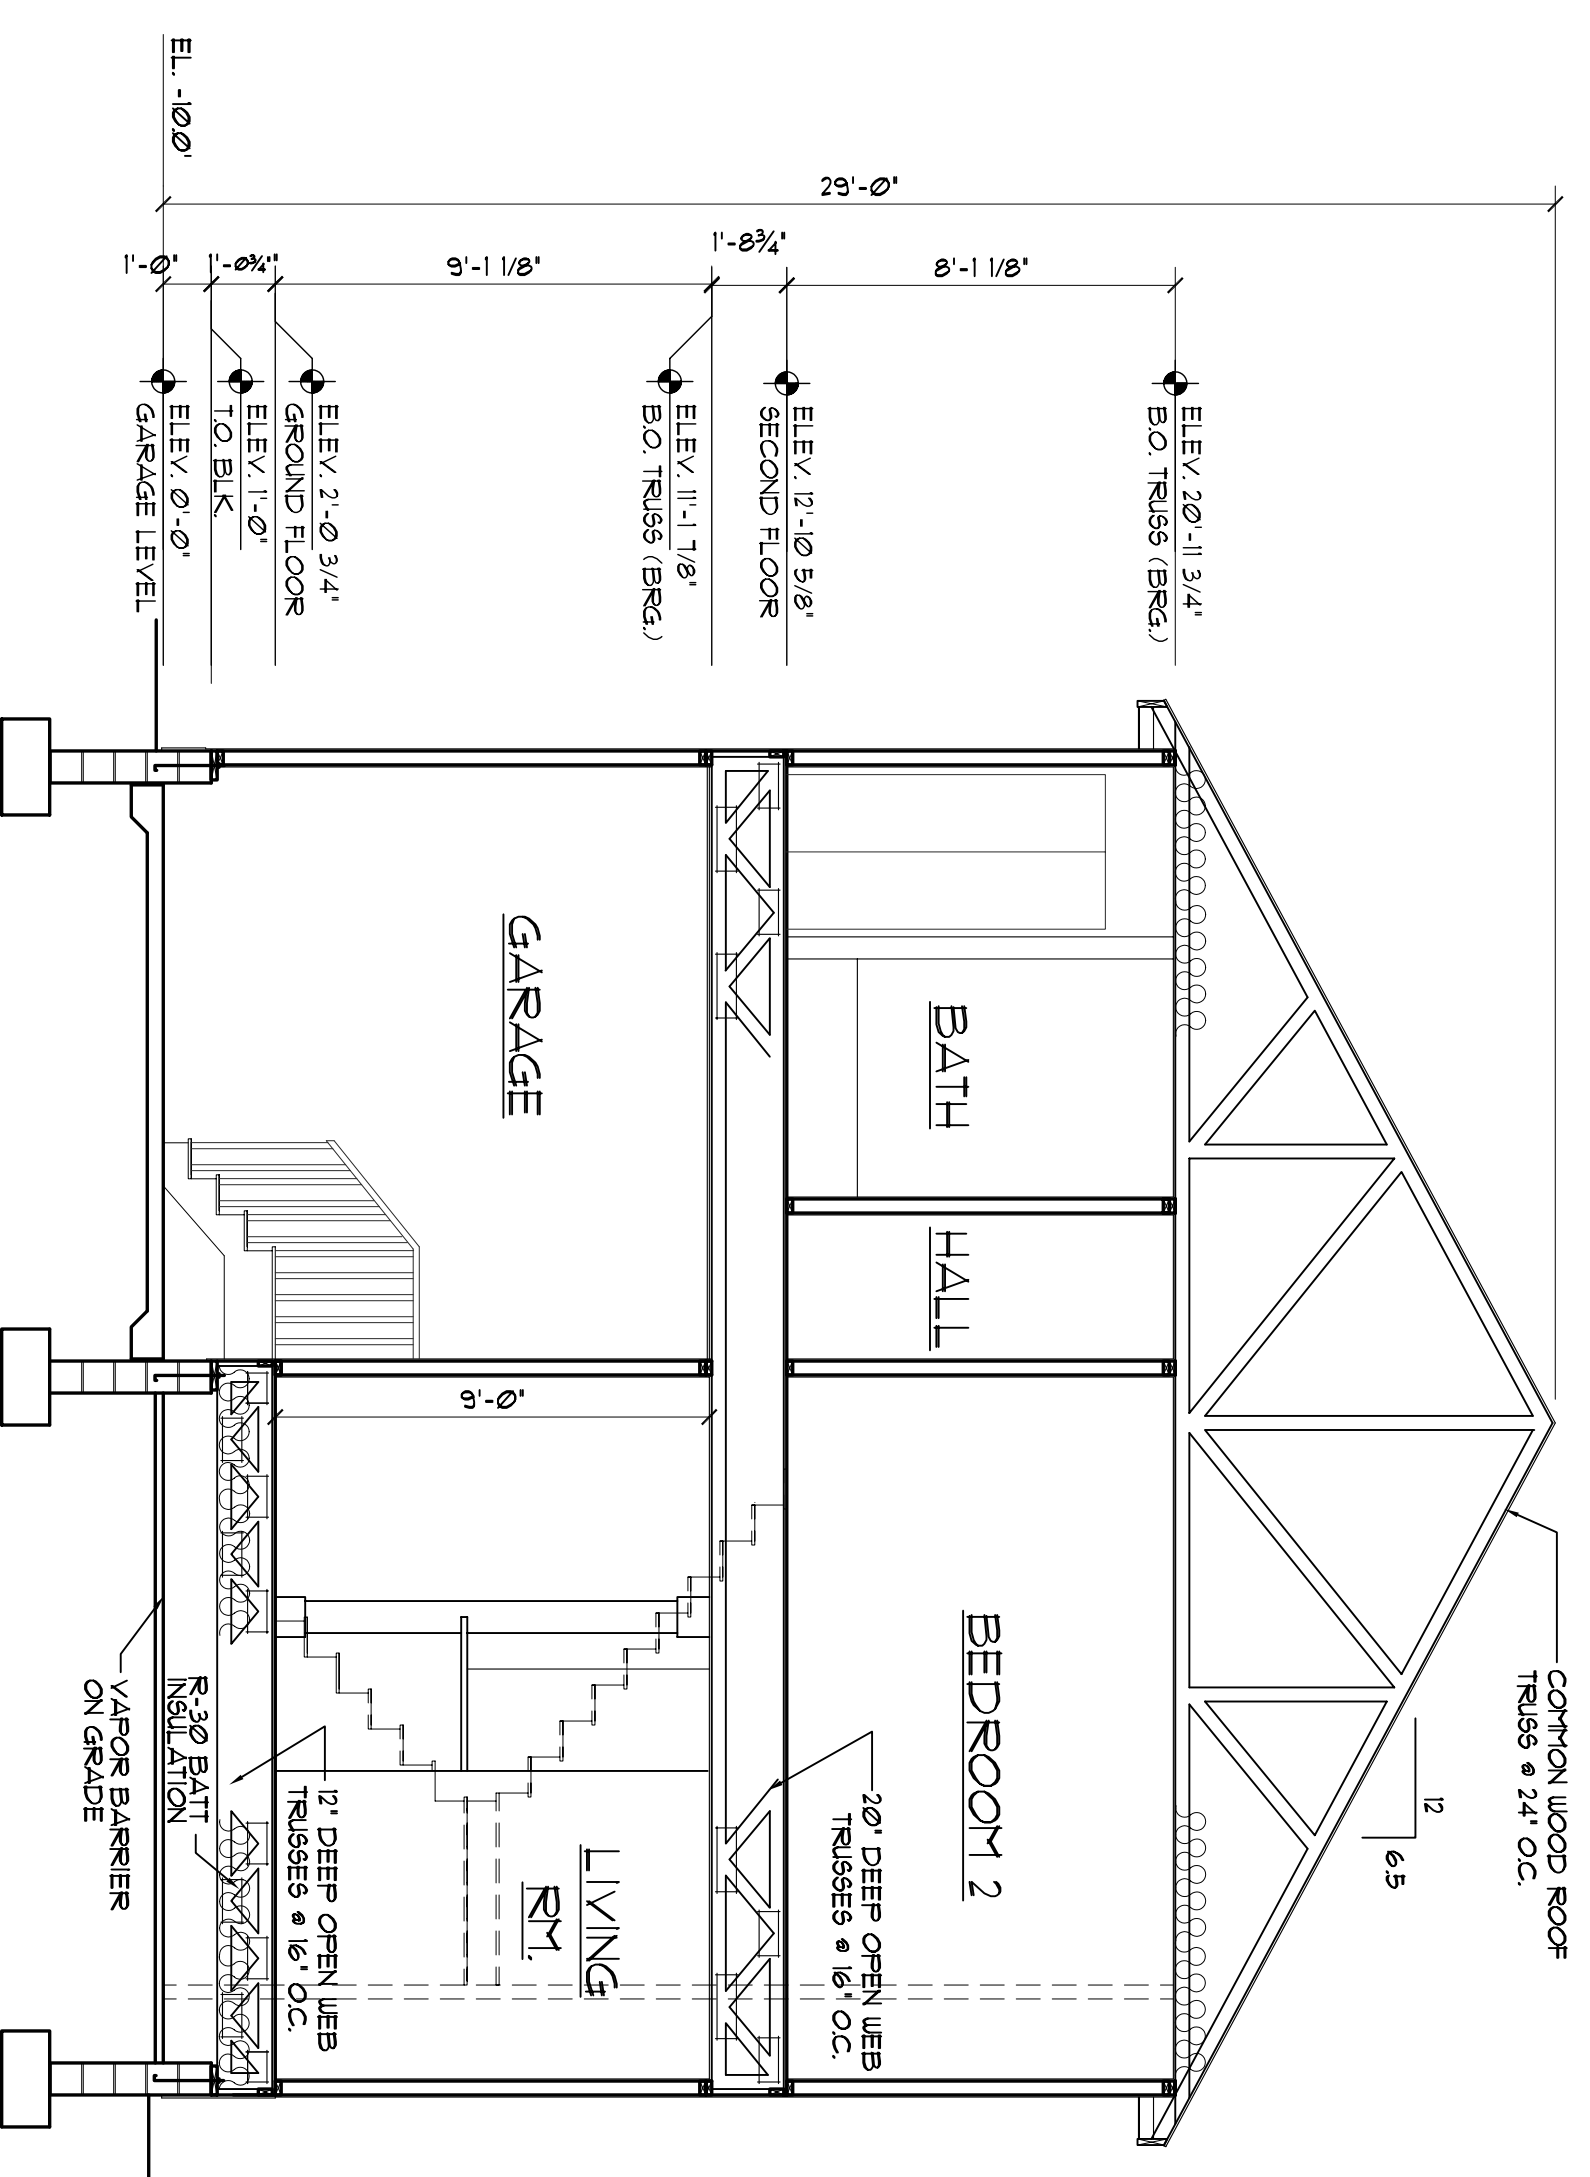 COMMON WOOD ROOF
TRUSS @ 24" O.C.
12
6.5
29'-0"
8'-1 1/8"
1'-8 3/4"
9'-1 1/8"
1'-0 3/4"
1'-0"
EL. -10.0'
ELEV. 20'-11 3/4"
B.O. TRUSS (BRG.)
ELEV. 12'-10 5/8"
SECOND FLOOR
ELEV. 11'-1 7/8"
B.O. TRUSS (BRG.)
ELEV. 2'-0 3/4"
GROUND FLOOR
ELEV. 1'-0"
T.O. BLK.
ELEV. 0'-0"
GARAGE LEVEL
BATH
HALL
BEDROOM 2
20" DEEP OPEN WEB
TRUSSES @ 16" O.C.
GARAGE
9'-0"
LIVING
RM.
12" DEEP OPEN WEB
TRUSSES @ 16" O.C.
R-30 BATT
INSULATION
VAPOR BARRIER
ON GRADE